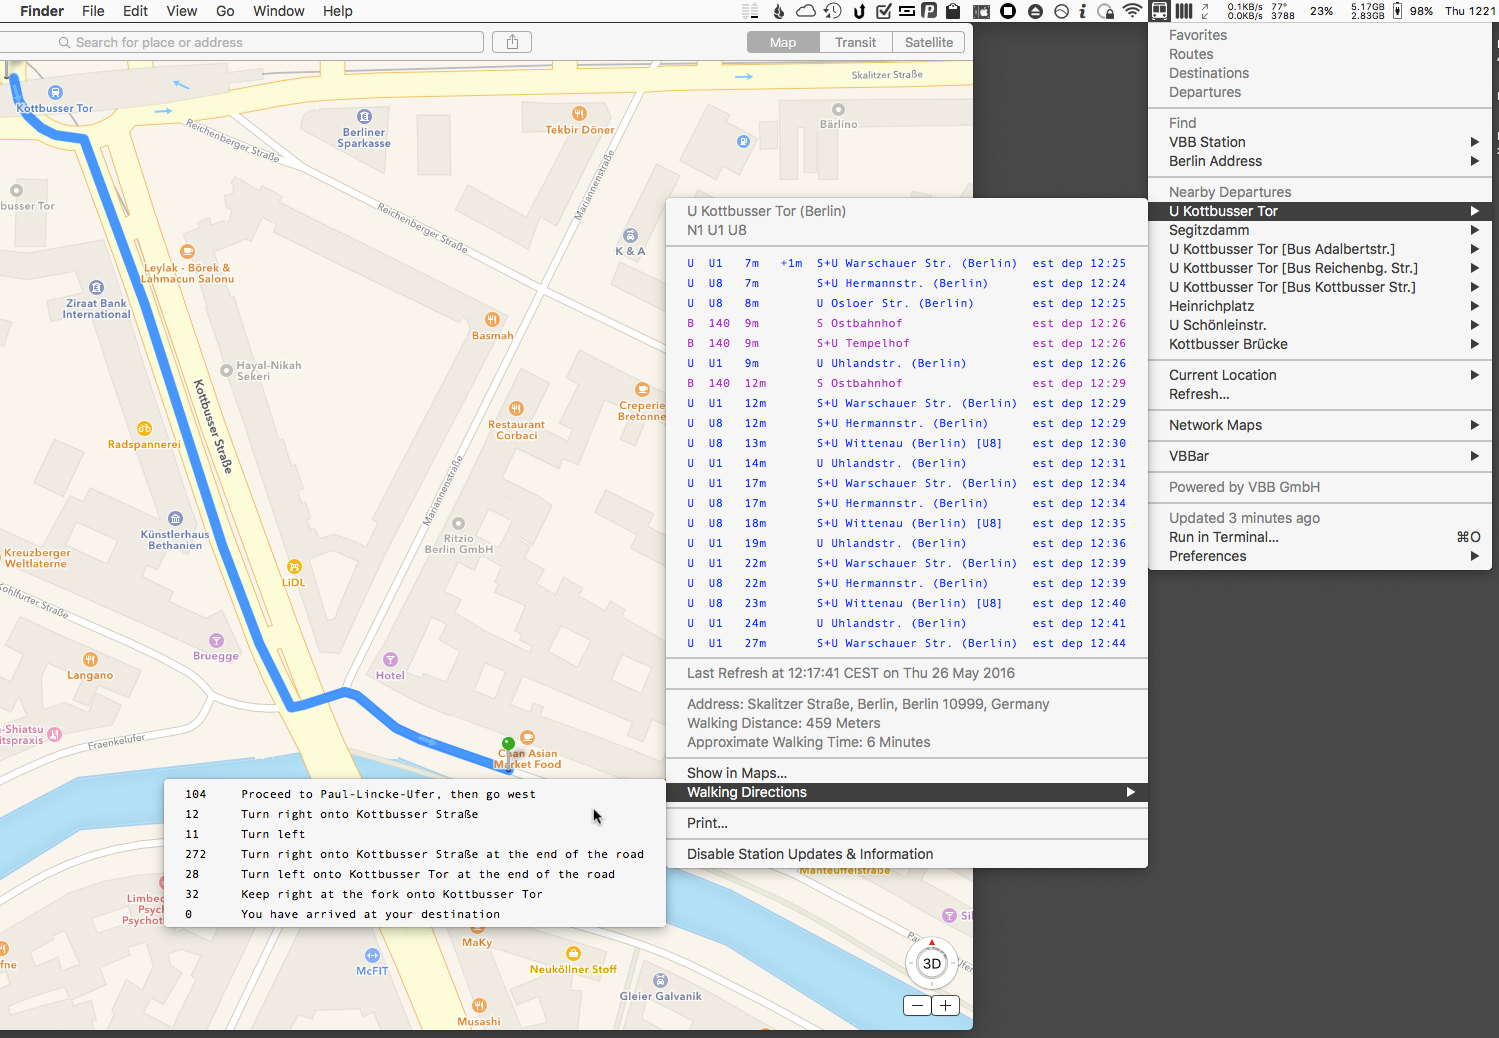 Finder File Edit View Go Window Help
0.1KB/s 77° 23% 5.17GB 98% Thu 1221
0.0KB/s 3788 2.83GB
Search for place or address
Map Transit Satellite
Skalitzer Straße
Kottbusser Tor
Reichenberger Straße
Berliner
Sparkasse
Tekbir Döner
Bärlino
Mariannenstraße
busser Tor
Reichenberger Straße
K & A
Leylak - Börek &
Lahmacun Salonu
Ziraat Bank
International
Basmah
Hayal-Nikah
Sekeri
Kottbusser Straße
Creperie
Bretonne
Restaurant
Corbaci
Radspannerei
Mariannenstraße
Künstlerhaus
Bethanien
Ritzio
Berlin GmbH
Kreuzberger
Weltlaterne
LiDL
Kohlfurter Straße
Bruegge
Langano
Hotel
n-Shiatsu
itspraxis
Fraenkelufer
Chan Asian
Market Food
Favorites
Routes
Destinations
Departures
Find
VBB Station
Berlin Address
Nearby Departures
U Kottbusser Tor
Segitzdamm
U Kottbusser Tor [Bus Adalbertstr.]
U Kottbusser Tor [Bus Reichenbg. Str.]
U Kottbusser Tor [Bus Kottbusser Str.]
Heinrichplatz
U Schönleinstr.
Kottbusser Brücke
Current Location
Refresh...
Network Maps
VBBar
Powered by VBB GmbH
Updated 3 minutes ago
Run in Terminal... ⌘O
Preferences
U Kottbusser Tor (Berlin)
N1 U1 U8
U U1 7m +1m S+U Warschauer Str. (Berlin) est dep 12:25
U U8 7m S+U Hermannstr. (Berlin) est dep 12:24
U U8 8m U Osloer Str. (Berlin) est dep 12:25
B 140 9m S Ostbahnhof est dep 12:26
B 140 9m S+U Tempelhof est dep 12:26
U U1 9m U Uhlandstr. (Berlin) est dep 12:26
B 140 12m S Ostbahnhof est dep 12:29
U U1 12m S+U Warschauer Str. (Berlin) est dep 12:29
U U8 12m S+U Hermannstr. (Berlin) est dep 12:29
U U8 13m S+U Wittenau (Berlin) [U8] est dep 12:30
U U1 14m U Uhlandstr. (Berlin) est dep 12:31
U U1 17m S+U Warschauer Str. (Berlin) est dep 12:34
U U8 17m S+U Hermannstr. (Berlin) est dep 12:34
U U8 18m S+U Wittenau (Berlin) [U8] est dep 12:35
U U1 19m U Uhlandstr. (Berlin) est dep 12:36
U U1 22m S+U Warschauer Str. (Berlin) est dep 12:39
U U8 22m S+U Hermannstr. (Berlin) est dep 12:39
U U8 23m S+U Wittenau (Berlin) [U8] est dep 12:40
U U1 24m U Uhlandstr. (Berlin) est dep 12:41
U U1 27m S+U Warschauer Str. (Berlin) est dep 12:44
Last Refresh at 12:17:41 CEST on Thu 26 May 2016
Address: Skalitzer Straße, Berlin, Berlin 10999, Germany
Walking Distance: 459 Meters
Approximate Walking Time: 6 Minutes
Show in Maps...
Walking Directions
Print...
Disable Station Updates & Information
104 Proceed to Paul-Lincke-Ufer, then go west
12 Turn right onto Kottbusser Straße
11 Turn left
272 Turn right onto Kottbusser Straße at the end of the road
28 Turn left onto Kottbusser Tor at the end of the road
32 Keep right at the fork onto Kottbusser Tor
0 You have arrived at your destination
Manteuffelstraße
Limbec
Psych
Psychot
MaKy
McFIT
Neuköllner Stoff
Gleier Galvanik
Musashi
fne
Sil
3D